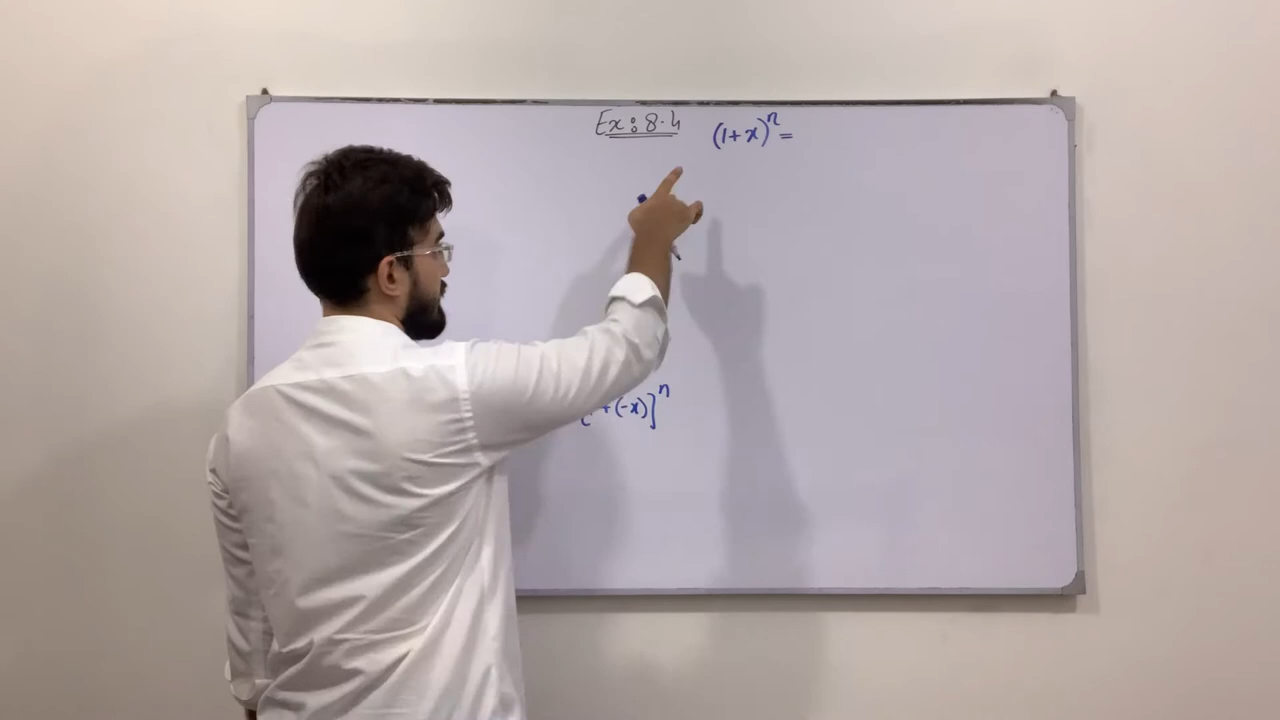 Ex: 8.4 (1+x)^n =
+(-x)]^n